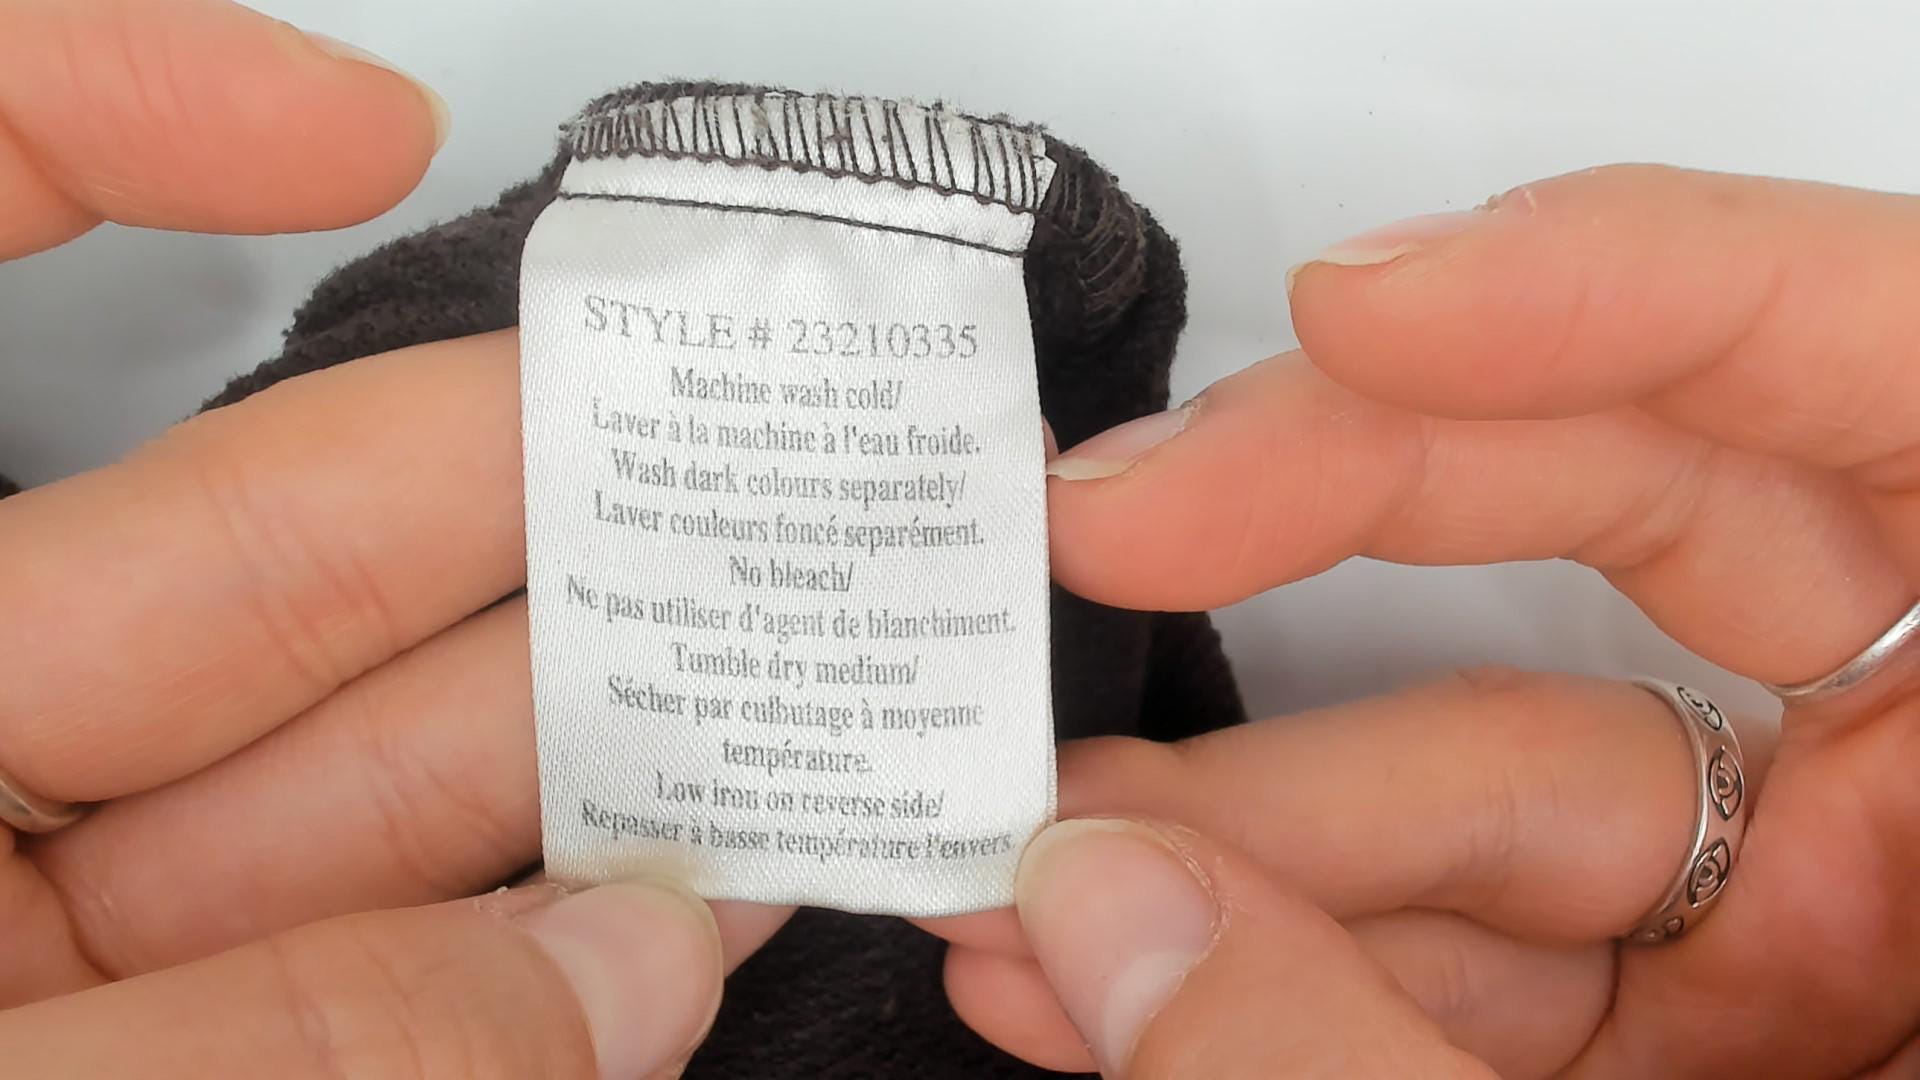 STYLE # 23210335
Machine wash cold/
Laver à la machine à l'eau froide.
Wash dark colours separately/
Laver couleurs foncé separément.
No bleach/
Ne pas utiliser d'agent de blanchiment.
Tumble dry medium/
Sécher par culbutage à moyenne
température.
Low iron on reverse side/
Repasser à basse température l'envers.